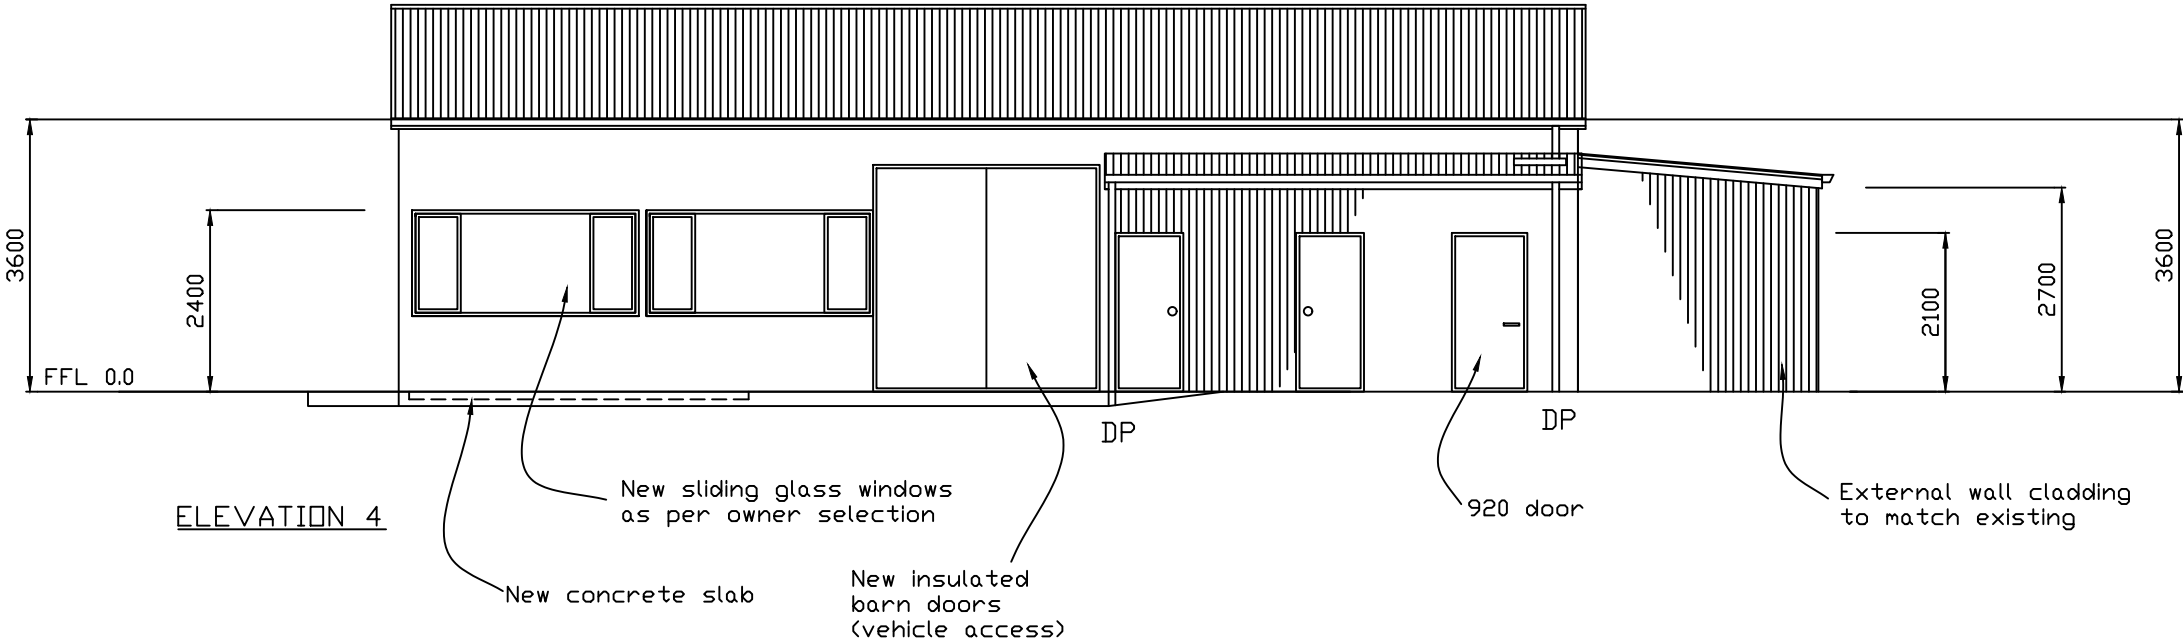 3600
2400
FFL 0.0
3600
2700
2100
DP
DP
ELEVATION 4
New sliding glass windows
as per owner selection
920 door
External wall cladding
to match existing
New concrete slab
New insulated
barn doors
(vehicle access)